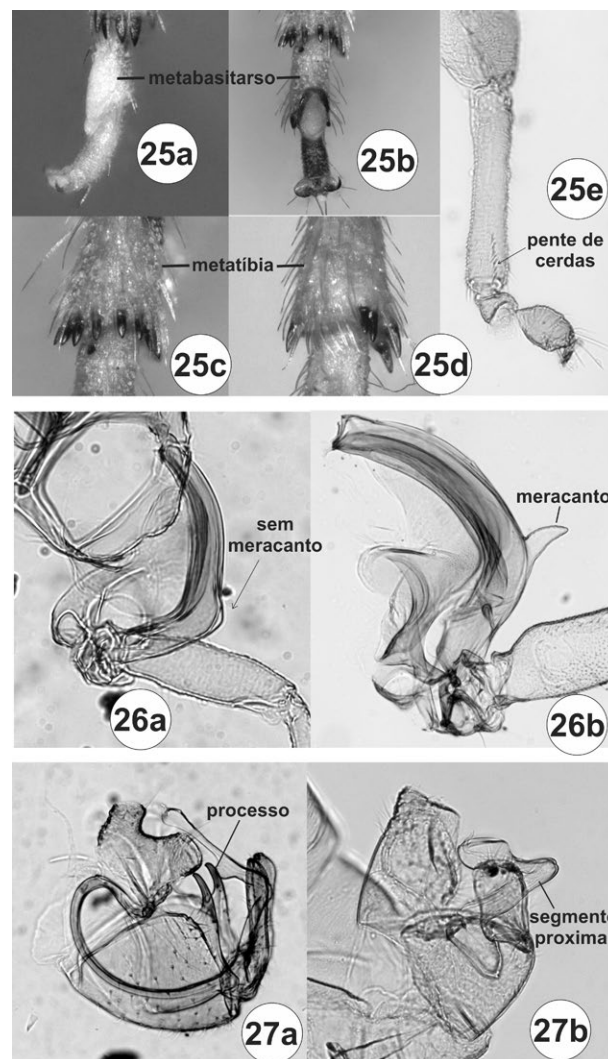 metabasitarso
25a
25b
25e
pente de
cerdas
metatíbia
25c
25d
sem
meracanto
26a
meracanto
26b
processo
27a
segmento
proximal
27b